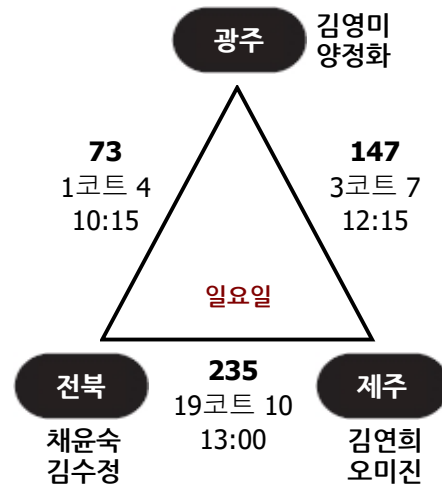 광주
김영미
양정화
73
1코트 4
10:15
147
3코트 7
12:15
일요일
전북
채윤숙
김수정
235
19코트 10
13:00
제주
김연희
오미진